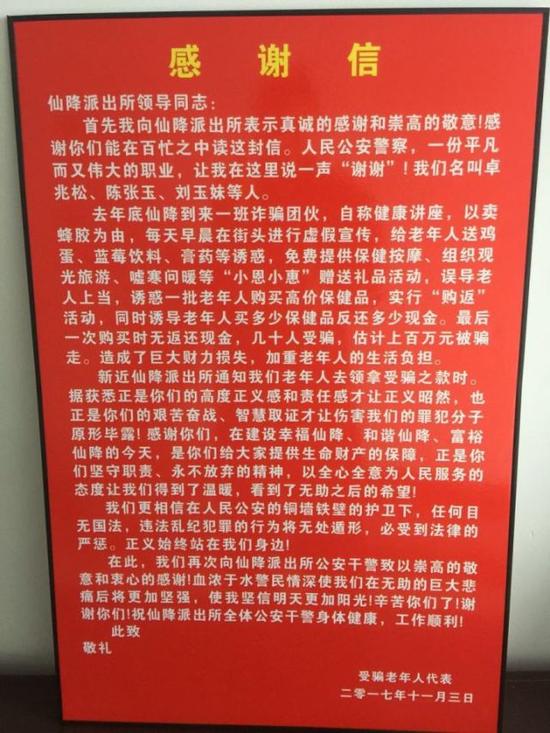 感谢信
仙降派出所领导同志：
首先我向仙降派出所表示真诚的感谢和崇高的敬意!感
谢你们能在百忙之中读这封信。人民公安警察，一份平凡
而又伟大的职业，让我在这里说一声“谢谢”!我们名叫卓
兆松、陈张玉、刘玉妹等人。
去年底仙降到来一班诈骗团伙，自称健康讲座，以卖
蜂胶为由，每天早晨在街头进行虚假宣传，给老年人送鸡
蛋、蓝莓饮料、膏药等诱惑，免费提供保健按摩、组织观
光旅游、嘘寒问暖等“小恩小惠”赠送礼品活动，误导老
人上当，诱惑一批老年人购买高价保健品，实行“购返”
活动，同时诱导老年人买多少保健品反还多少现金。最后
一次购买时无返还现金，几十人受骗，估计上百万元被骗
走。造成了巨大财力损失，加重老年人的生活负担。
新近仙降派出所通知我们老年人去领拿受骗之款时。
据获悉正是你们的高度正义感和责任感才让正义昭然，也
正是你们的艰苦奋战、智慧取证才让伤害我们的罪犯分子
原形毕露!感谢你们，在建设幸福仙降、和谐仙降、富裕
仙降的今天，是你们给大家提供生命财产的保障，正是你
们坚守职责、永不放弃的精神，以全心全意为人民服务的
态度让我们得到了温暖，看到了无助之后的希望!
我们更相信在人民公安的铜墙铁壁的护卫下，任何目
无国法，违法乱纪犯罪的行为将无处遁形，必受到法律的
严惩。正义始终站在我们身边!
在此，我们再次向仙降派出所公安干警致以崇高的敬
意和衷心的感谢!血浓于水警民情深使我们在无助的巨大悲
痛后将更加坚强，使我坚信明天更加阳光!辛苦你们了!谢
谢你们!祝仙降派出所全体公安干警身体健康，工作顺利!
此致
敬礼
受骗老年人代表
二零一七年十一月三日